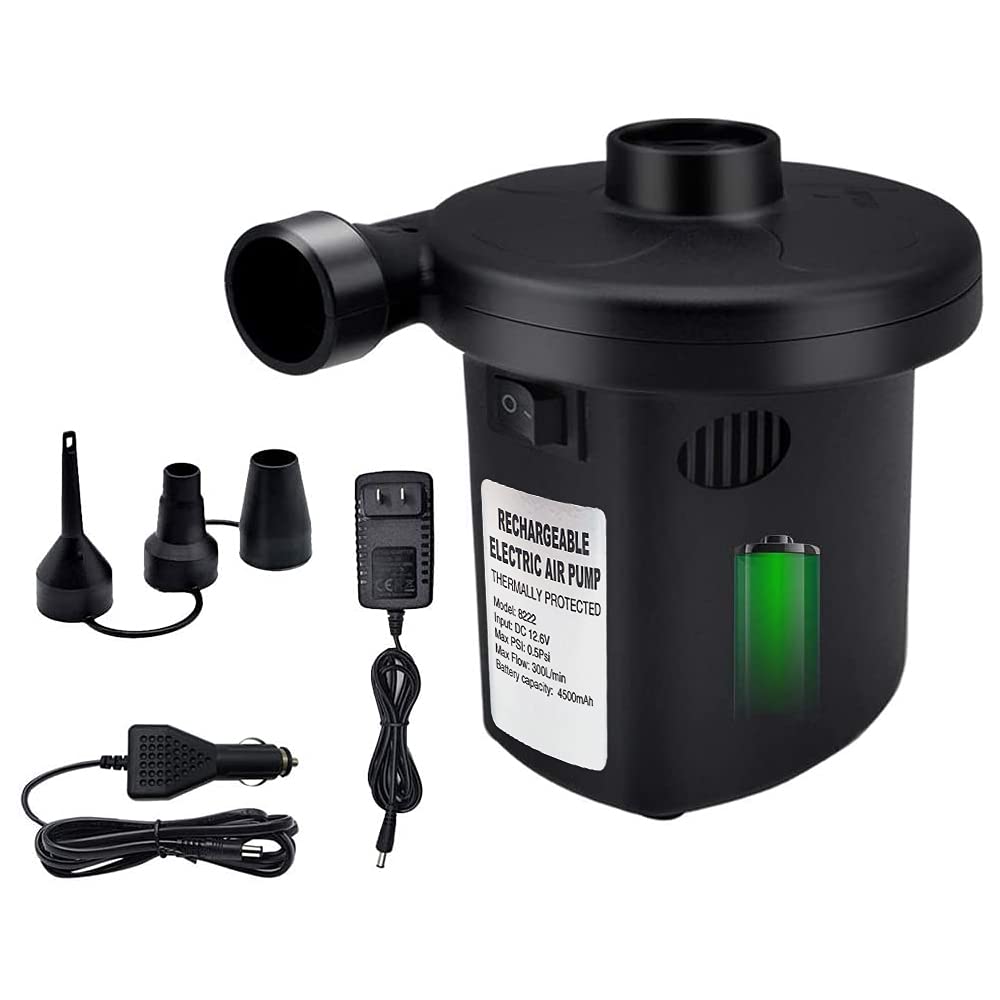 RECHARGEABLE
ELECTRIC AIR PUMP
THERMALLY PROTECTED
Model: 8222
Input: DC 12.6V
Max PSi: 0.5Psi
Max Flow: 300L/min
Battery capacity: 4500mAh